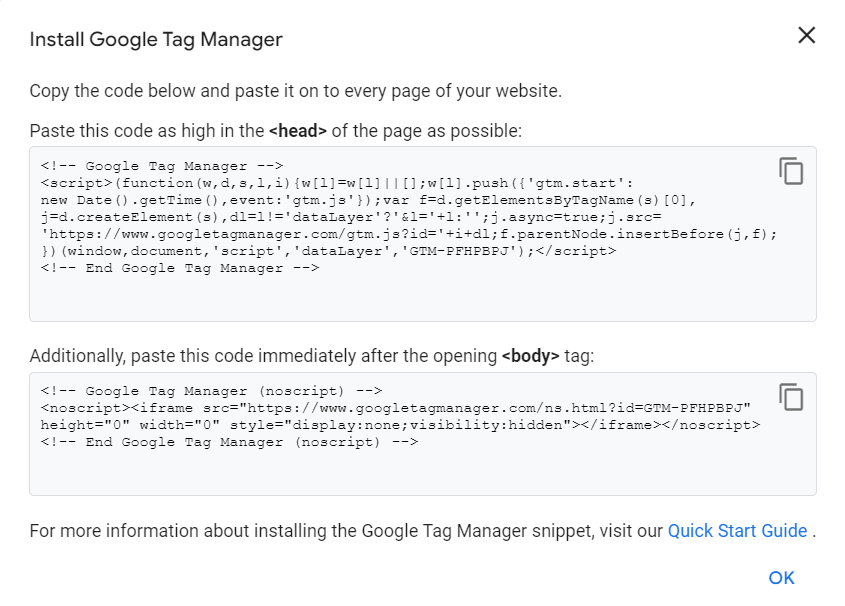 Install Google Tag Manager
Copy the code below and paste it on to every page of your website.
Paste this code as high in the <head> of the page as possible:
<!-- Google Tag Manager -->
<script>(function(w,d,s,l,i){w[l]=w[l]||[];w[l].push({'gtm.start':
new Date().getTime(),event:'gtm.js'});var f=d.getElementsByTagName(s)[0],
j=d.createElement(s),dl=l!='dataLayer'?'&l='+l:'';j.async=true;j.src=
'https://www.googletagmanager.com/gtm.js?id='+i+dl;f.parentNode.insertBefore(j,f);
})(window,document,'script','dataLayer','GTM-PFHPBPJ');</script>
<!-- End Google Tag Manager -->
Additionally, paste this code immediately after the opening <body> tag:
<!-- Google Tag Manager (noscript) -->
<noscript><iframe src="https://www.googletagmanager.com/ns.html?id=GTM-PFHPBPJ"
height="0" width="0" style="display:none;visibility:hidden"></iframe></noscript>
<!-- End Google Tag Manager (noscript) -->
For more information about installing the Google Tag Manager snippet, visit our Quick Start Guide .
OK